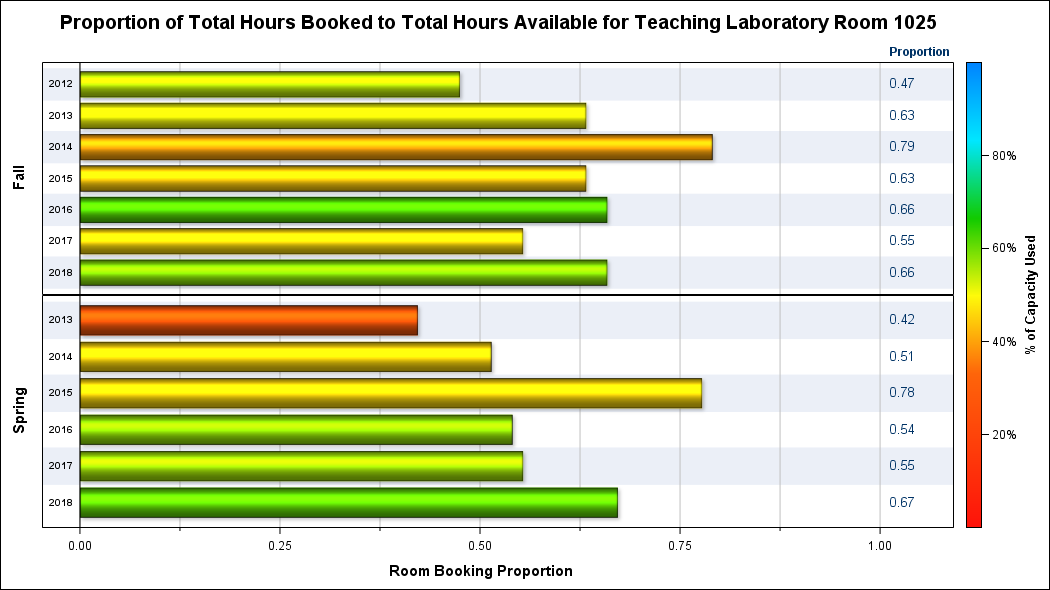 Proportion of Total Hours Booked to Total Hours Available for Teaching Laboratory Room 1025
Proportion
Fall
2012 0.47
2013 0.63
2014 0.79
2015 0.63
2016 0.66
2017 0.55
2018 0.66
Spring
2013 0.42
2014 0.51
2015 0.78
2016 0.54
2017 0.55
2018 0.67
0.00 0.25 0.50 0.75 1.00
Room Booking Proportion
80%
60%
40%
20%
% of Capacity Used